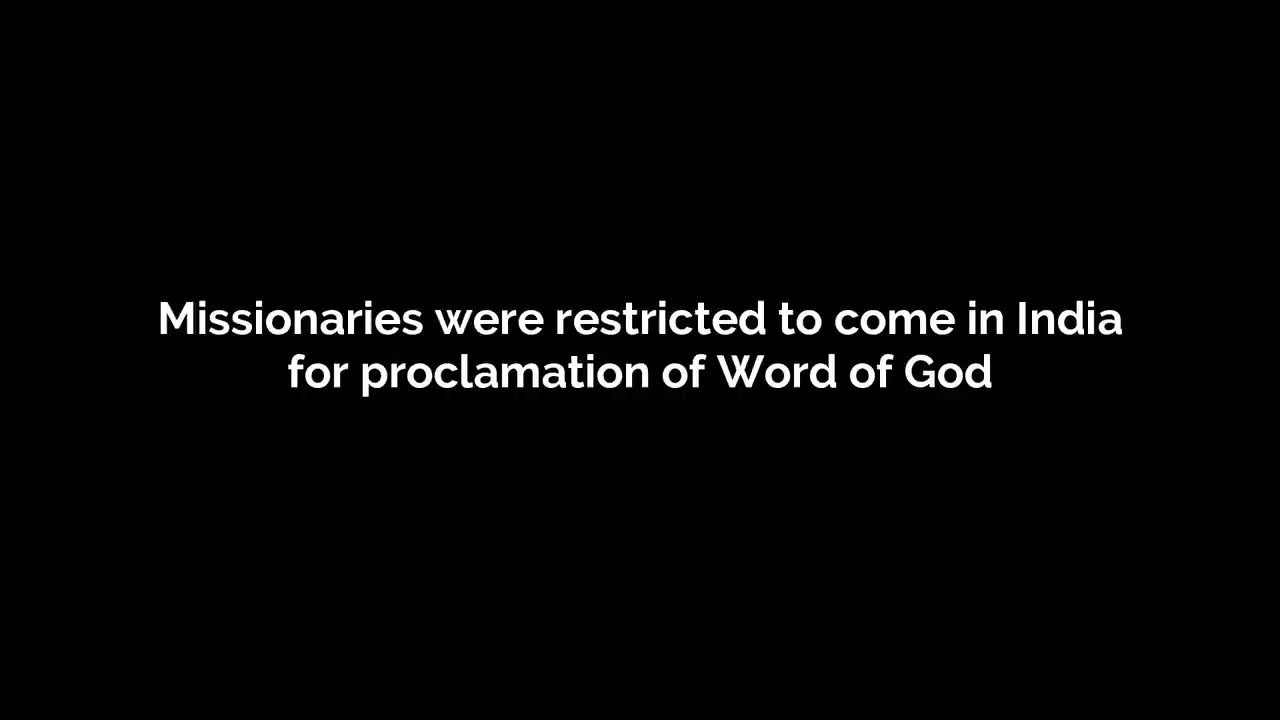 Missionaries were restricted to come in India
for proclamation of Word of God